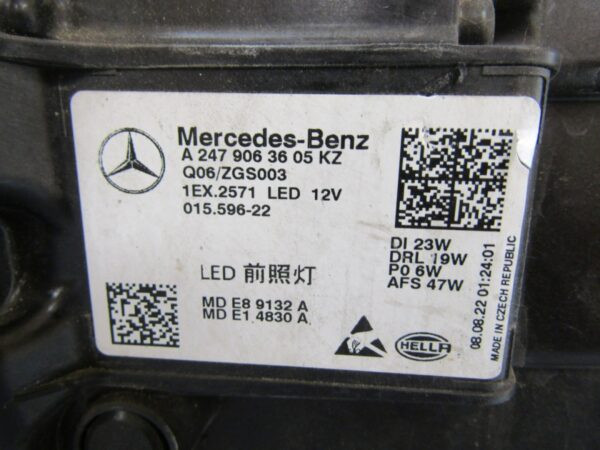 Mercedes-Benz
A 247 906 36 05 KZ
Q06/ZGS003
1EX.2571 LED 12V
015.596-22
DI 23W
DRL 19W
P0 6W
AFS 47W
LED 前照灯
MD E8 9132 A
MD E1 4830 A
HELLA
08.08.22 01:24:01
MADE IN CZECH REPUBLIC